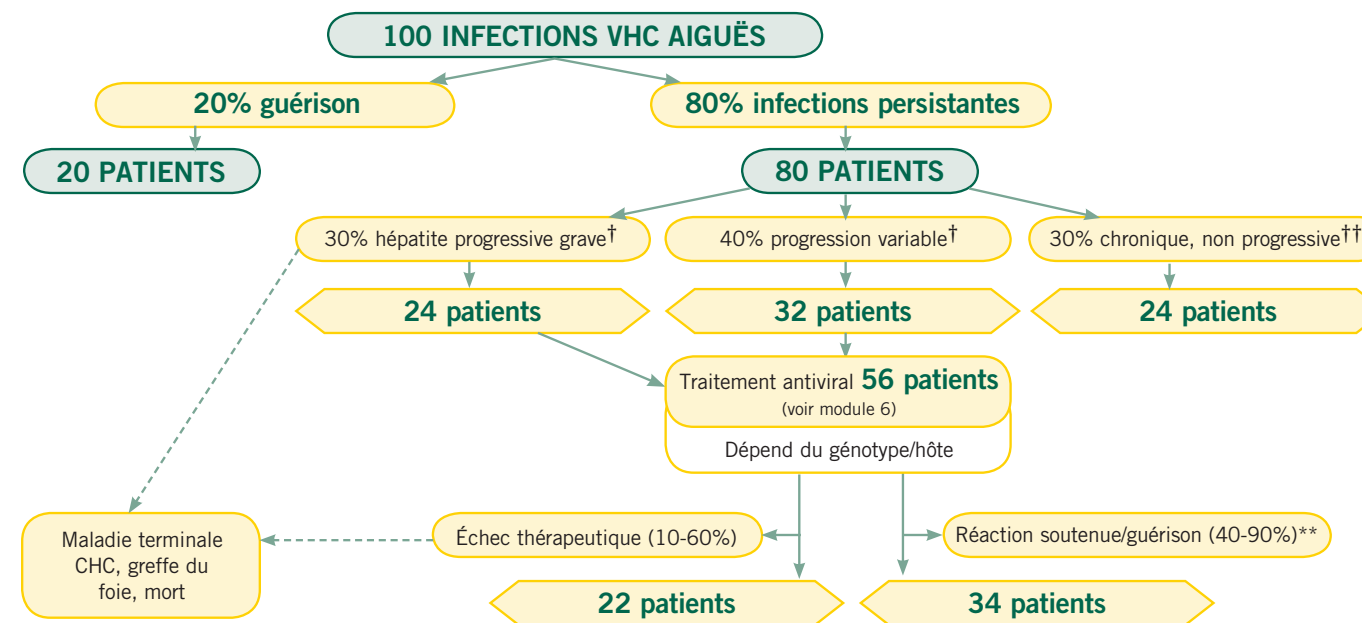 100 INFECTIONS VHC AIGUËS
20% guérison
80% infections persistantes
20 PATIENTS
80 PATIENTS
30% hépatite progressive grave†
40% progression variable†
30% chronique, non progressive††
24 patients
32 patients
24 patients
Traitement antiviral 56 patients
(voir module 6)
Dépend du génotype/hôte
Maladie terminale
CHC, greffe du
foie, mort
Échec thérapeutique (10-60%)
Réaction soutenue/guérison (40-90%)**
22 patients
34 patients